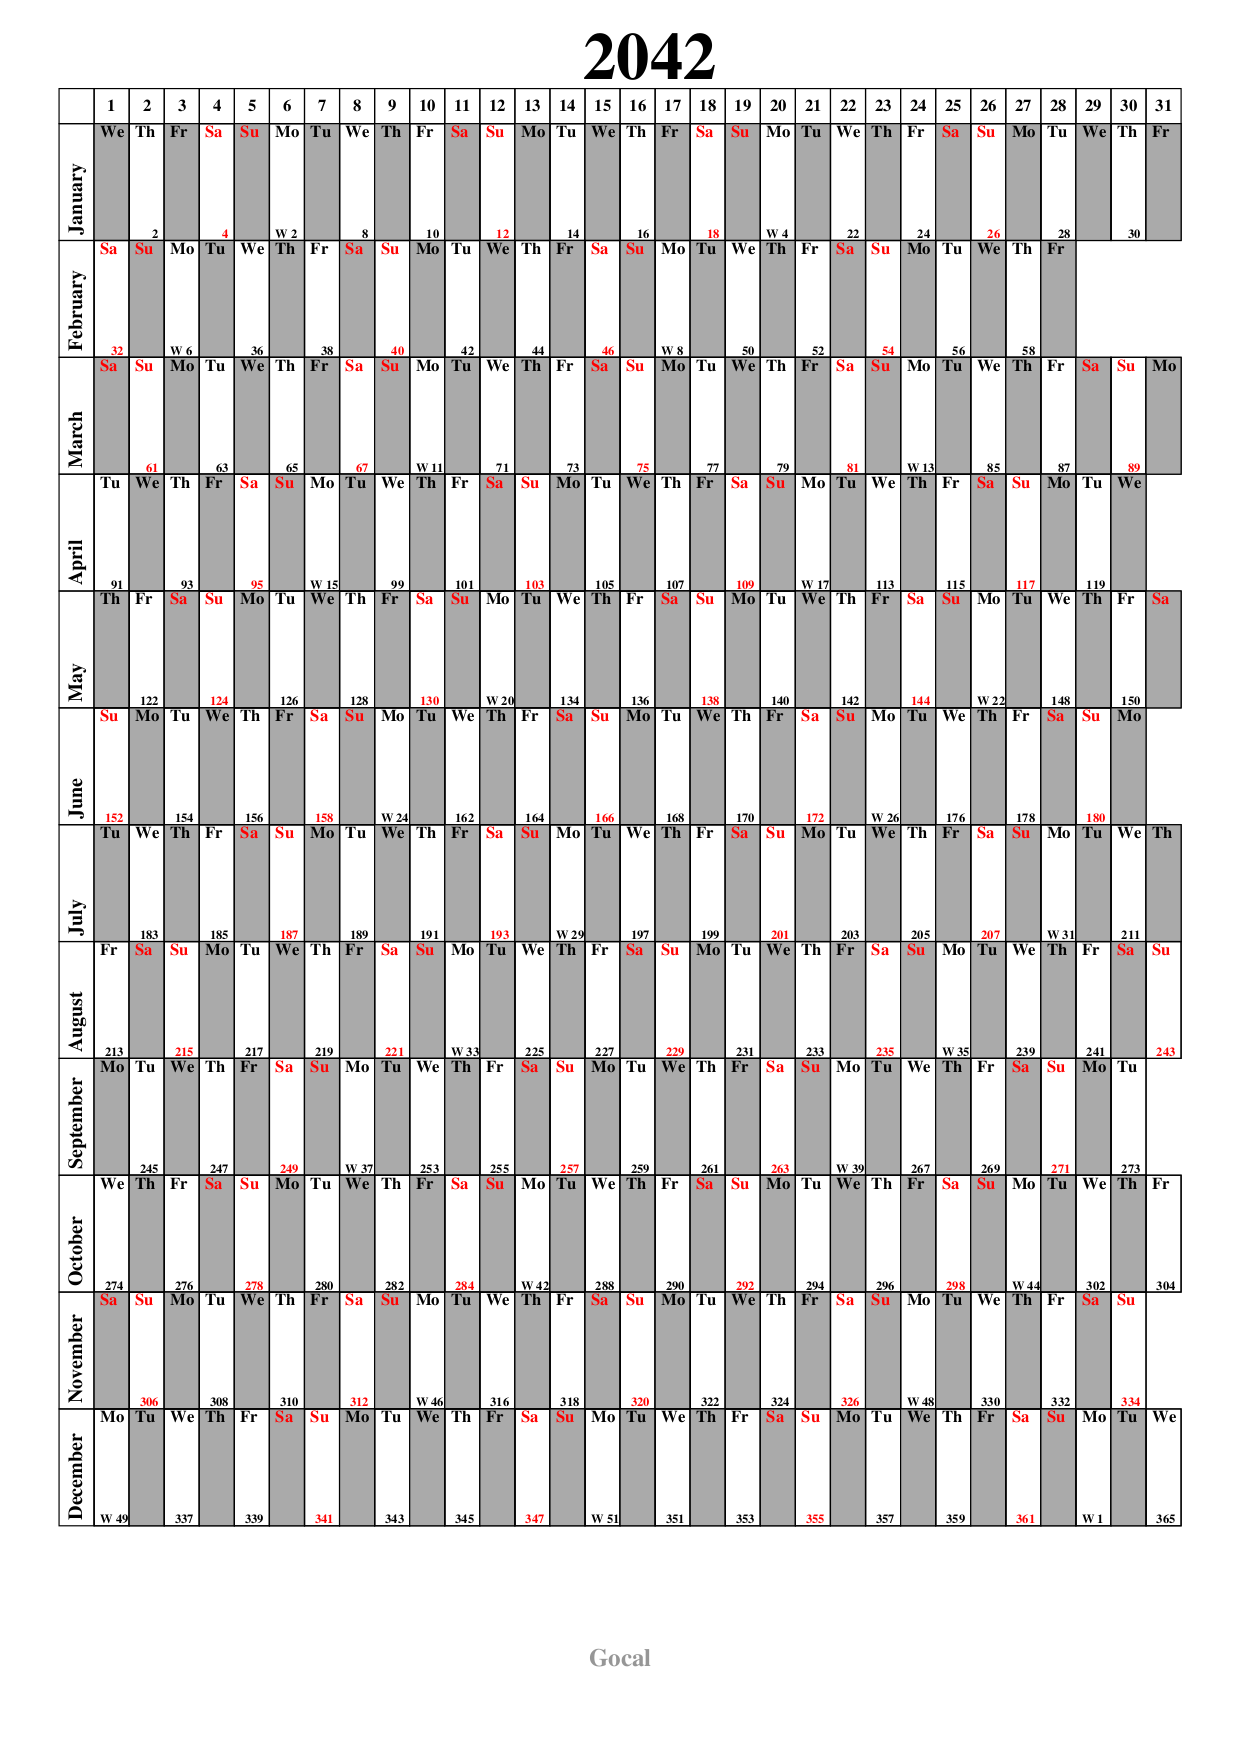 2042
1 2 3 4 5 6 7 8 9 10 11 12 13 14 15 16 17 18 19 20 21 22 23 24 25 26 27 28 29 30 31
We Th Fr Sa Su Mo Tu We Th Fr Sa Su Mo Tu We Th Fr Sa Su Mo Tu We Th Fr Sa Su Mo Tu We Th Fr
January
2 4 W 2 8 10 12 14 16 18 W 4 22 24 26 28 30
Sa Su Mo Tu We Th Fr Sa Su Mo Tu We Th Fr Sa Su Mo Tu We Th Fr Sa Su Mo Tu We Th Fr
February
32 W 6 36 38 40 42 44 46 W 8 50 52 54 56 58
Sa Su Mo Tu We Th Fr Sa Su Mo Tu We Th Fr Sa Su Mo Tu We Th Fr Sa Su Mo Tu We Th Fr Sa Su Mo
March
61 63 65 67 W 11 71 73 75 77 79 81 W 13 85 87 89
Tu We Th Fr Sa Su Mo Tu We Th Fr Sa Su Mo Tu We Th Fr Sa Su Mo Tu We Th Fr Sa Su Mo Tu We
April
91 93 95 W 15 99 101 103 105 107 109 W 17 113 115 117 119
Th Fr Sa Su Mo Tu We Th Fr Sa Su Mo Tu We Th Fr Sa Su Mo Tu We Th Fr Sa Su Mo Tu We Th Fr Sa
May
122 124 126 128 130 W 20 134 136 138 140 142 144 W 22 148 150
Su Mo Tu We Th Fr Sa Su Mo Tu We Th Fr Sa Su Mo Tu We Th Fr Sa Su Mo Tu We Th Fr Sa Su Mo
June
152 154 156 158 W 24 162 164 166 168 170 172 W 26 176 178 180
Tu We Th Fr Sa Su Mo Tu We Th Fr Sa Su Mo Tu We Th Fr Sa Su Mo Tu We Th Fr Sa Su Mo Tu We Th
July
183 185 187 189 191 193 W 29 197 199 201 203 205 207 W 31 211
Fr Sa Su Mo Tu We Th Fr Sa Su Mo Tu We Th Fr Sa Su Mo Tu We Th Fr Sa Su Mo Tu We Th Fr Sa Su
August
213 215 217 219 221 W 33 225 227 229 231 233 235 W 35 239 241 243
Mo Tu We Th Fr Sa Su Mo Tu We Th Fr Sa Su Mo Tu We Th Fr Sa Su Mo Tu We Th Fr Sa Su Mo Tu
September
245 247 249 W 37 253 255 257 259 261 263 W 39 267 269 271 273
We Th Fr Sa Su Mo Tu We Th Fr Sa Su Mo Tu We Th Fr Sa Su Mo Tu We Th Fr Sa Su Mo Tu We Th Fr
October
274 276 278 280 282 284 W 42 288 290 292 294 296 298 W 44 302 304
Sa Su Mo Tu We Th Fr Sa Su Mo Tu We Th Fr Sa Su Mo Tu We Th Fr Sa Su Mo Tu We Th Fr Sa Su
November
306 308 310 312 W 46 316 318 320 322 324 326 W 48 330 332 334
Mo Tu We Th Fr Sa Su Mo Tu We Th Fr Sa Su Mo Tu We Th Fr Sa Su Mo Tu We Th Fr Sa Su Mo Tu We
December
W 49 337 339 341 343 345 347 W 51 351 353 355 357 359 361 W 1 365
Gocal